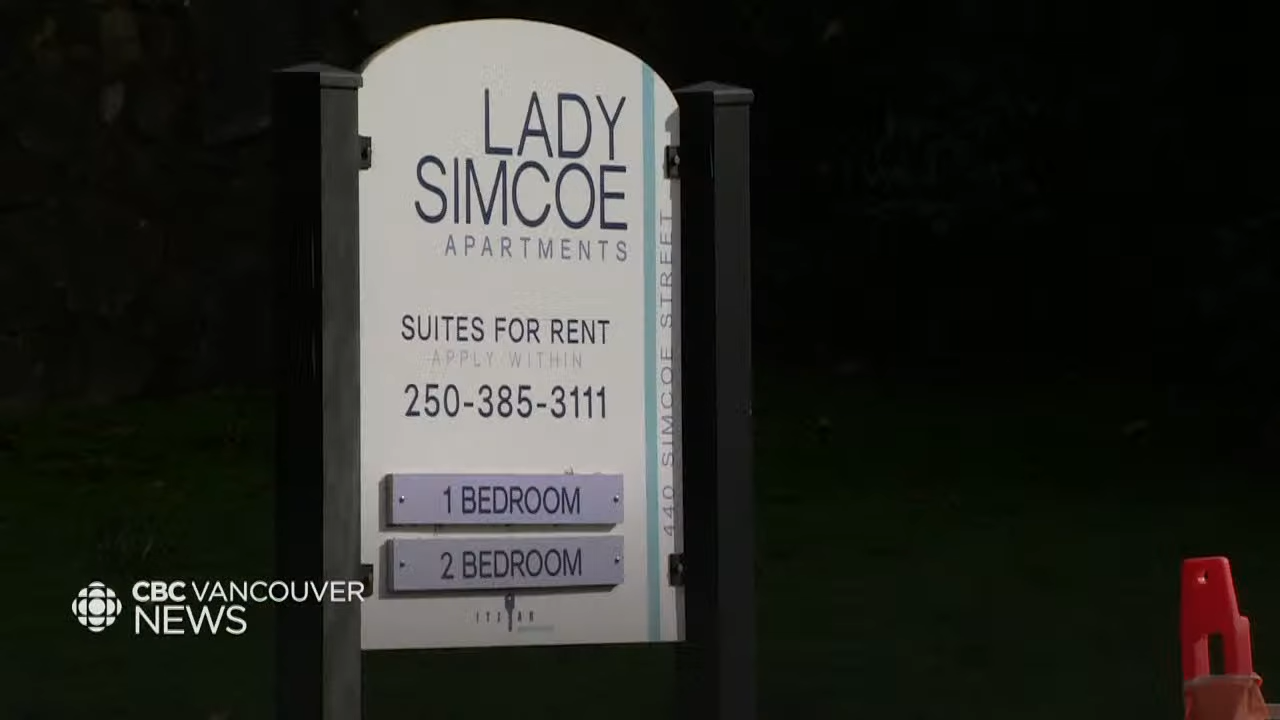 LADY
SIMCOE
APARTMENTS
SUITES FOR RENT
APPLY WITHIN
250-385-3111
1 BEDROOM
2 BEDROOM
440 SIMCOE STREET
CBC VANCOUVER
NEWS